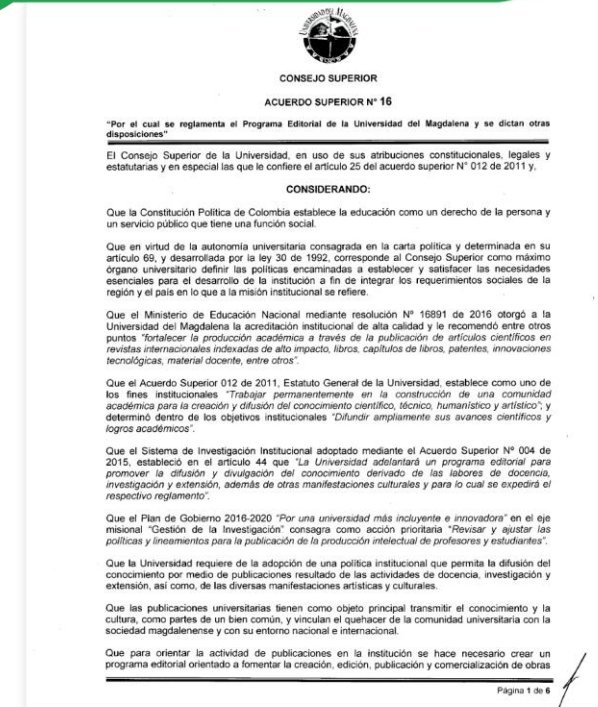 UNIVERSIDAD DEL MAGDALENA
CONSEJO SUPERIOR
ACUERDO SUPERIOR N° 16
"Por el cual se reglamenta el Programa Editorial de la Universidad del Magdalena y se dictan otras
disposiciones"
El Consejo Superior de la Universidad, en uso de sus atribuciones constitucionales, legales y
estatutarias y en especial las que le confiere el artículo 25 del acuerdo superior N° 012 de 2011 y,
CONSIDERANDO:
Que la Constitución Política de Colombia establece la educación como un derecho de la persona y
un servicio público que tiene una función social.
Que en virtud de la autonomía universitaria consagrada en la carta política y determinada en su
artículo 69, y desarrollada por la ley 30 de 1992, corresponde al Consejo Superior como máximo
órgano universitario definir las políticas encaminadas a establecer y satisfacer las necesidades
esenciales para el desarrollo de la institución a fin de integrar los requerimientos sociales de la
región y el país en lo que a la misión institucional se refiere.
Que el Ministerio de Educación Nacional mediante resolución N° 16891 de 2016 otorgó a la
Universidad del Magdalena la acreditación institucional de alta calidad y le recomendó entre otros
puntos "fortalecer la producción académica a través de la publicación de artículos científicos en
revistas internacionales indexadas de alto impacto, libros, capítulos de libros, patentes, innovaciones
tecnológicas, material docente, entre otros".
Que el Acuerdo Superior 012 de 2011, Estatuto General de la Universidad, establece como uno de
los fines institucionales "Trabajar permanentemente en la construcción de una comunidad
académica para la creación y difusión del conocimiento científico, técnico, humanístico y artístico"; y
determinó dentro de los objetivos institucionales "Difundir ampliamente sus avances científicos y
logros académicos".
Que el Sistema de Investigación Institucional adoptado mediante el Acuerdo Superior N° 004 de
2015, estableció en el artículo 44 que "La Universidad adelantará un programa editorial para
promover la difusión y divulgación del conocimiento derivado de las labores de docencia,
investigación y extensión, además de otras manifestaciones culturales y para lo cual se expedirá el
respectivo reglamento".
Que el Plan de Gobierno 2016-2020 "Por una universidad más incluyente e innovadora" en el eje
misional "Gestión de la Investigación" consagra como acción prioritaria "Revisar y ajustar las
políticas y lineamientos para la publicación de la producción intelectual de profesores y estudiantes".
Que la Universidad requiere de la adopción de una política institucional que permita la difusión del
conocimiento por medio de publicaciones resultado de las actividades de docencia, investigación y
extensión, así como, de las diversas manifestaciones artísticas y culturales.
Que las publicaciones universitarias tienen como objeto principal transmitir el conocimiento y la
cultura, como partes de un bien común, y vinculan el quehacer de la comunidad universitaria con la
sociedad magdalenense y con su entorno nacional e internacional.
Que para orientar la actividad de publicaciones en la institución se hace necesario crear un
programa editorial orientado a fomentar la creación, edición, publicación y comercialización de obras
Página 1 de 6